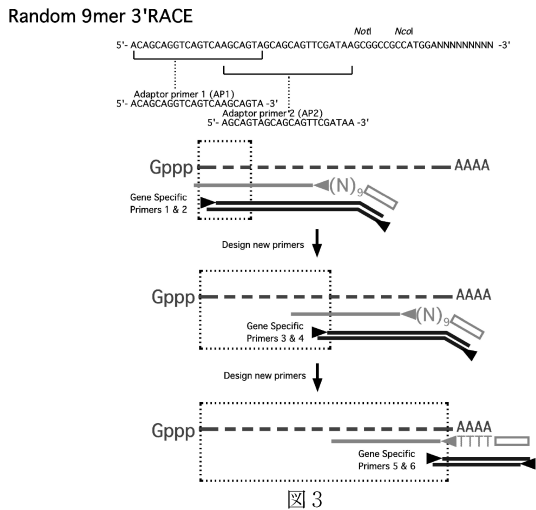 Random 9mer 3'RACE
NotI NcoI
5'- ACAGCAGGTCAGTCAAGCAGTAGCAGCAGTTCGATAAGCGGCCGCCATGGANNNNNNNNN -3'
Adaptor primer 1 (AP1)
5'- ACAGCAGGTCAGTCAAGCAGTA -3'
Adaptor primer 2 (AP2)
5'- AGCAGTAGCAGCAGTTCGATAA -3'
Gppp AAAA
(N)9
Gene Specific
Primers 1 & 2
Design new primers
Gppp AAAA
(N)9
Gene Specific
Primers 3 & 4
Design new primers
Gppp AAAA
TTTT
Gene Specific
Primers 5 & 6
図3